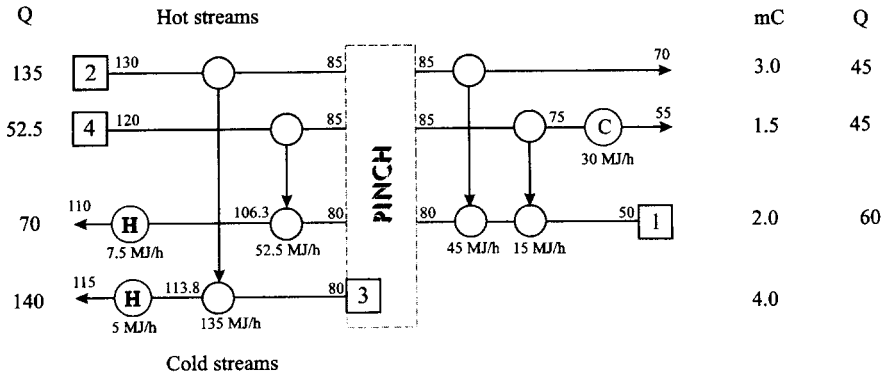 Q Hot streams mC Q
135 2 130 85 85 70 3.0 45
52.5 4 120 85 85 75 C 55 1.5 45
30 MJ/h
PINCH
70 110 H 106.3 80 80 50 1 2.0 60
7.5 MJ/h 52.5 MJ/h 45 MJ/h 15 MJ/h
140 115 H 113.8 80 3 4.0
5 MJ/h 135 MJ/h
Cold streams